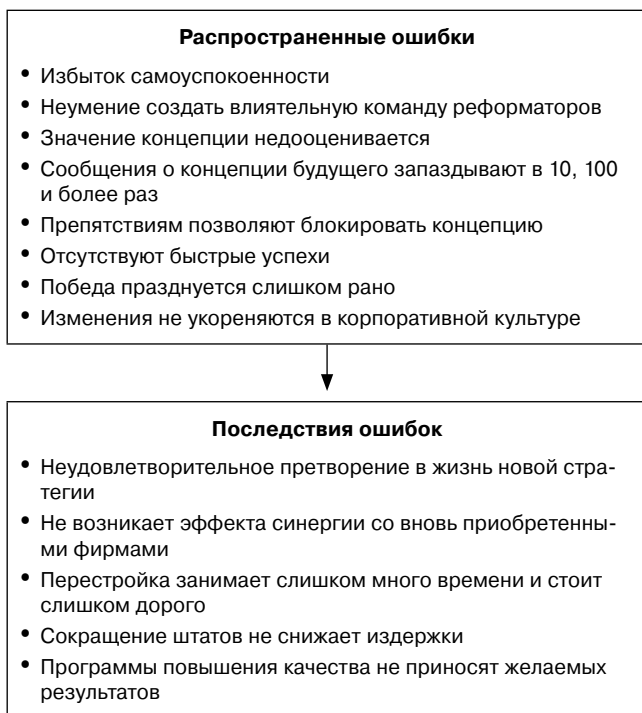 Распространенные ошибки
• Избыток самоуспокоенности
• Неумение создать влиятельную команду реформаторов
• Значение концепции недооценивается
• Сообщения о концепции будущего запаздывают в 10, 100
и более раз
• Препятствиям позволяют блокировать концепцию
• Отсутствуют быстрые успехи
• Победа празднуется слишком рано
• Изменения не укореняются в корпоративной культуре
Последствия ошибок
• Неудовлетворительное претворение в жизнь новой стра-
тегии
• Не возникает эффекта синергии со вновь приобретенны-
ми фирмами
• Перестройка занимает слишком много времени и стоит
слишком дорого
• Сокращение штатов не снижает издержки
• Программы повышения качества не приносят желаемых
результатов